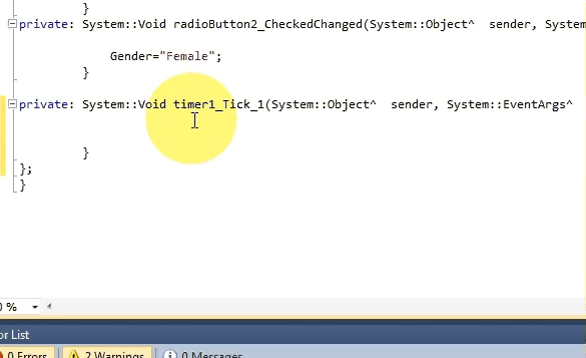 }
private: System::Void radioButton2_CheckedChanged(System::Object^ sender, System
Gender="Female";
}
private: System::Void timer1_Tick_1(System::Object^ sender, System::EventArgs^
}
};
}
0 %
or List
0 Errors 2 Warnings 0 Messages